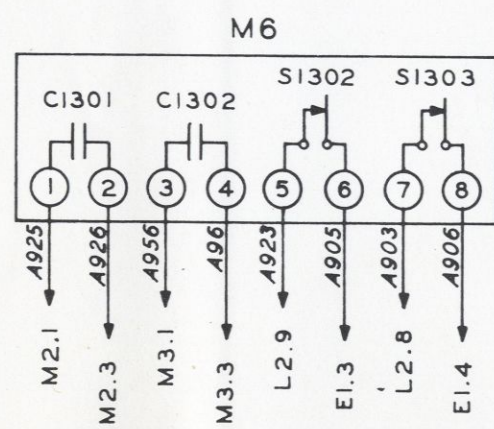 M6
C1301 C1302 S1302 S1303
1 2 3 4 5 6 7 8
A925 A926 A956 A96 A923 A905 A903 A906
M2.1 M2.3 M3.1 M3.3 L2.9 E1.3 L2.8 E1.4